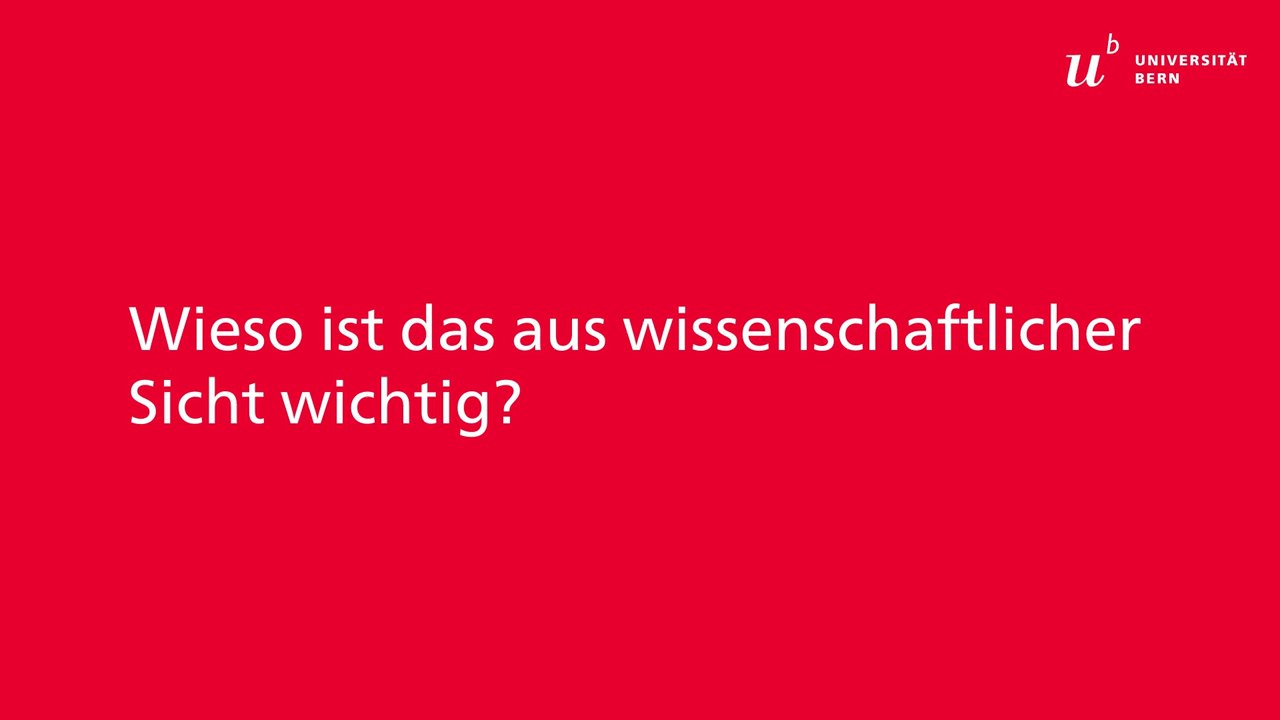 u
b
UNIVERSITÄT
BERN
Wieso ist das aus wissenschaftlicher
Sicht wichtig?